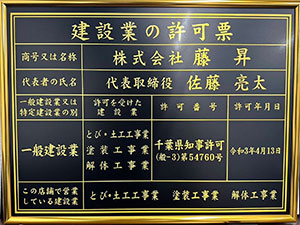 建設業の許可票
商号又は名称 株式会社 藤 昇
代表者の氏名 代表取締役 佐藤 亮太
一般建設業又は
特定建設業の別
許可を受けた
建設業
許可番号
許可年月日
一般建設業
とび・土工工事業
塗装工事業
解体工事業
千葉県知事許可
(般-3)第54760号
令和3年4月13日
この店舗で営業
している建設業
とび・土工工事業 塗装工事業 解体工事業